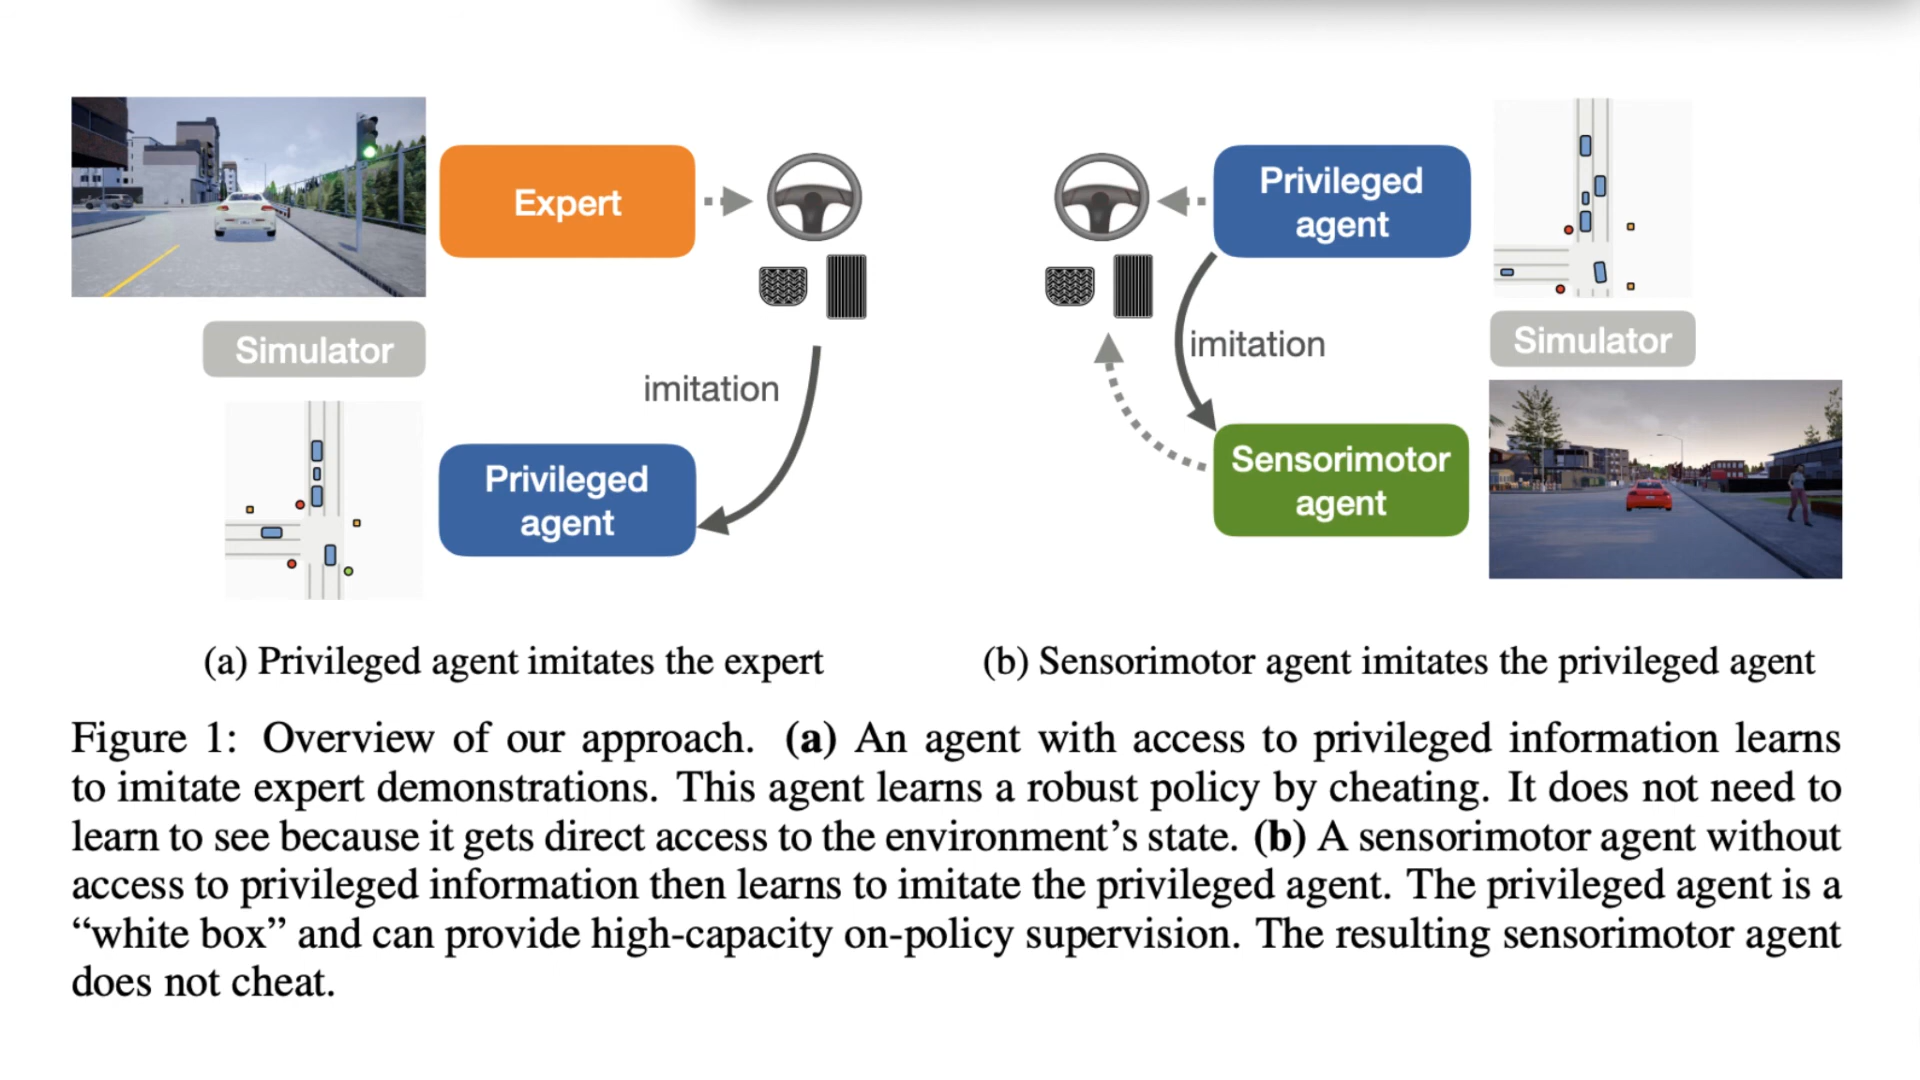 Expert
Simulator
imitation
Privileged
agent
Privileged
agent
imitation
Simulator
Sensorimotor
agent
(a) Privileged agent imitates the expert
(b) Sensorimotor agent imitates the privileged agent
Figure 1: Overview of our approach. (a) An agent with access to privileged information learns
to imitate expert demonstrations. This agent learns a robust policy by cheating. It does not need to
learn to see because it gets direct access to the environment’s state. (b) A sensorimotor agent without
access to privileged information then learns to imitate the privileged agent. The privileged agent is a
“white box” and can provide high-capacity on-policy supervision. The resulting sensorimotor agent
does not cheat.